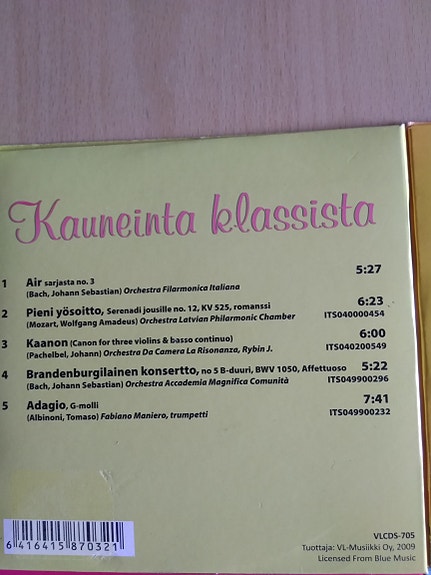 Kauneinta klassista
1 Air sarjasta no. 3 5:27
(Bach, Johann Sebastian) Orchestra Filarmonica Italiana
2 Pieni yösoitto, Serenadi jousille no. 12, KV 525, romanssi 6:23
(Mozart, Wolfgang Amadeus) Orchestra Latvian Philarmonic Chamber ITS040000454
3 Kaanon (Canon for three violins & basso continuo) 6:00
(Pachelbel, Johann) Orchestra Da Camera La Risonanza, Rybin J. ITS040200549
4 Brandenburgilainen konsertto, no 5 B-duuri, BWV 1050, Affettuoso 5:22
(Bach, Johann Sebastian) Orchestra Accademia Magnifica Comunità ITS049900296
5 Adagio, G-molli 7:41
(Albinoni, Tomaso) Fabiano Maniero, trumpetti ITS049900232
6 416415 870321
VLCDS-705
Tuottaja: VL-Musiikki Oy, 2009
Licensed From Blue Music